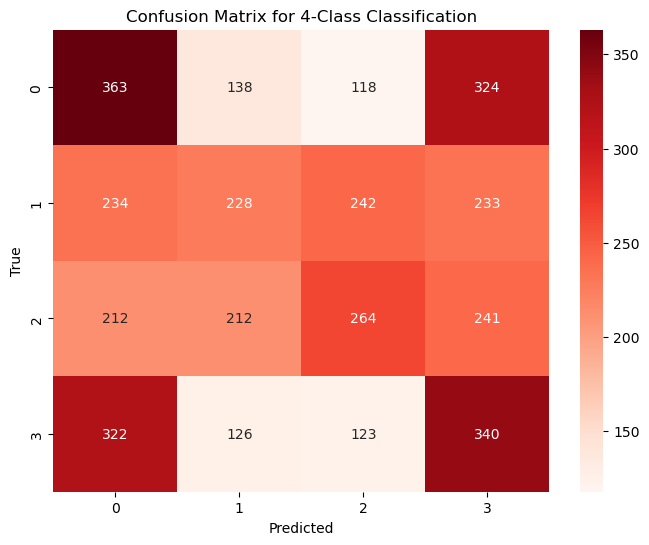 Confusion Matrix for 4-Class Classification
0 363 138 118 324
1 234 228 242 233
2 212 212 264 241
3 322 126 123 340
0 1 2 3
Predicted
True
350
300
250
200
150